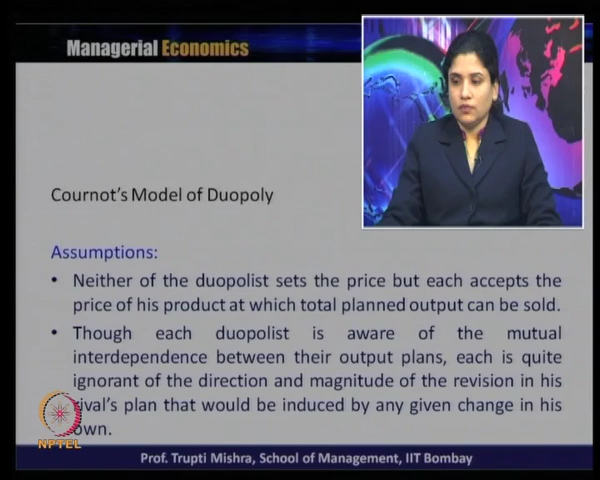 Managerial Economics
Cournot's Model of Duopoly
Assumptions:
• Neither of the duopolist sets the price but each accepts the
price of his product at which total planned output can be sold.
• Though each duopolist is aware of the mutual
interdependence between their output plans, each is quite
ignorant of the direction and magnitude of the revision in his
rival's plan that would be induced by any given change in his
own.
NPTEL
Prof. Trupti Mishra, School of Management, IIT Bombay